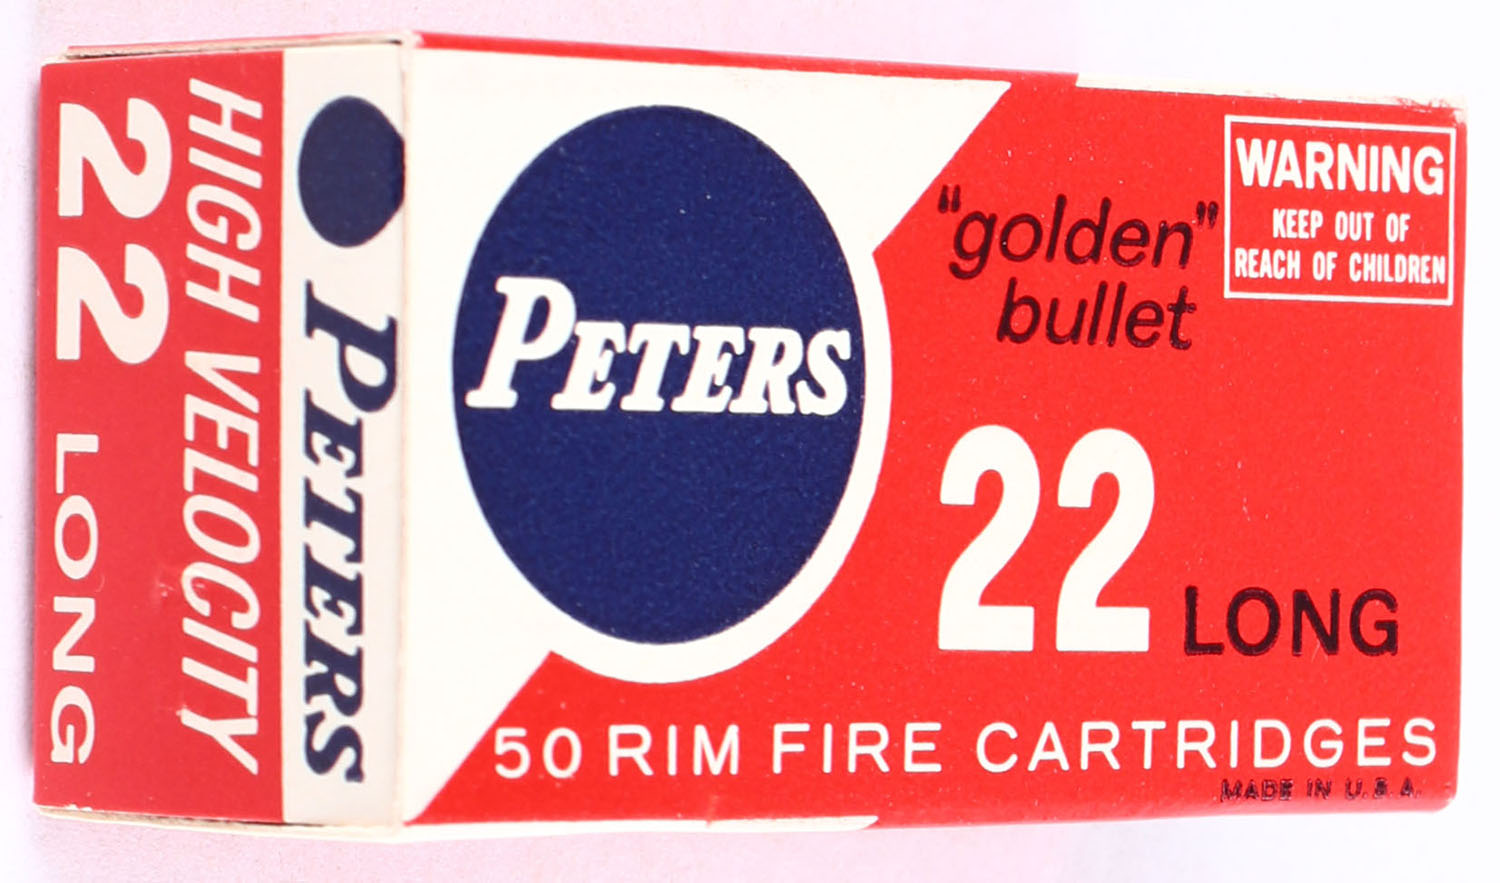 PETERS
HIGH VELOCITY
22 LONG
PETERS
"golden"
bullet
22 LONG
50 RIM FIRE CARTRIDGES
MADE IN U.S.A.
WARNING
KEEP OUT OF
REACH OF CHILDREN